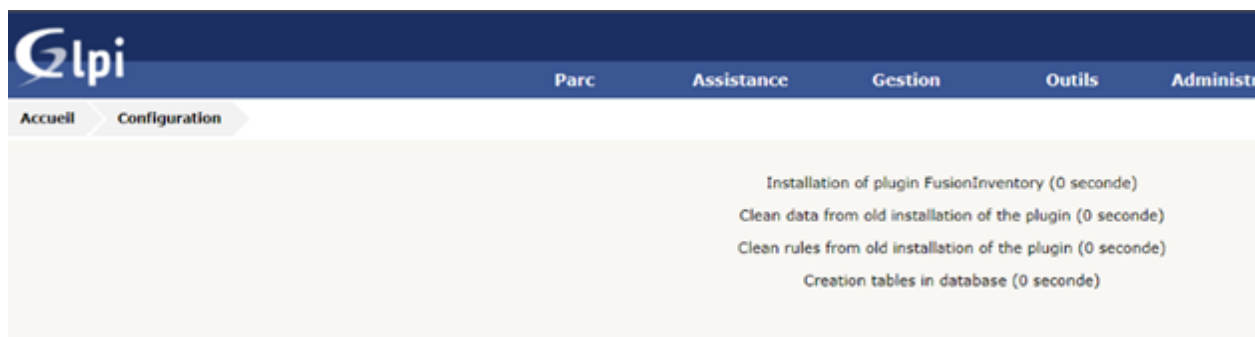 Glpi
Parc Assistance Gestion Outils
Accueil Configuration
Installation of plugin FusionInventory (0 seconde)
Clean data from old installation of the plugin (0 seconde)
Clean rules from old installation of the plugin (0 seconde)
Creation tables in database (0 seconde)